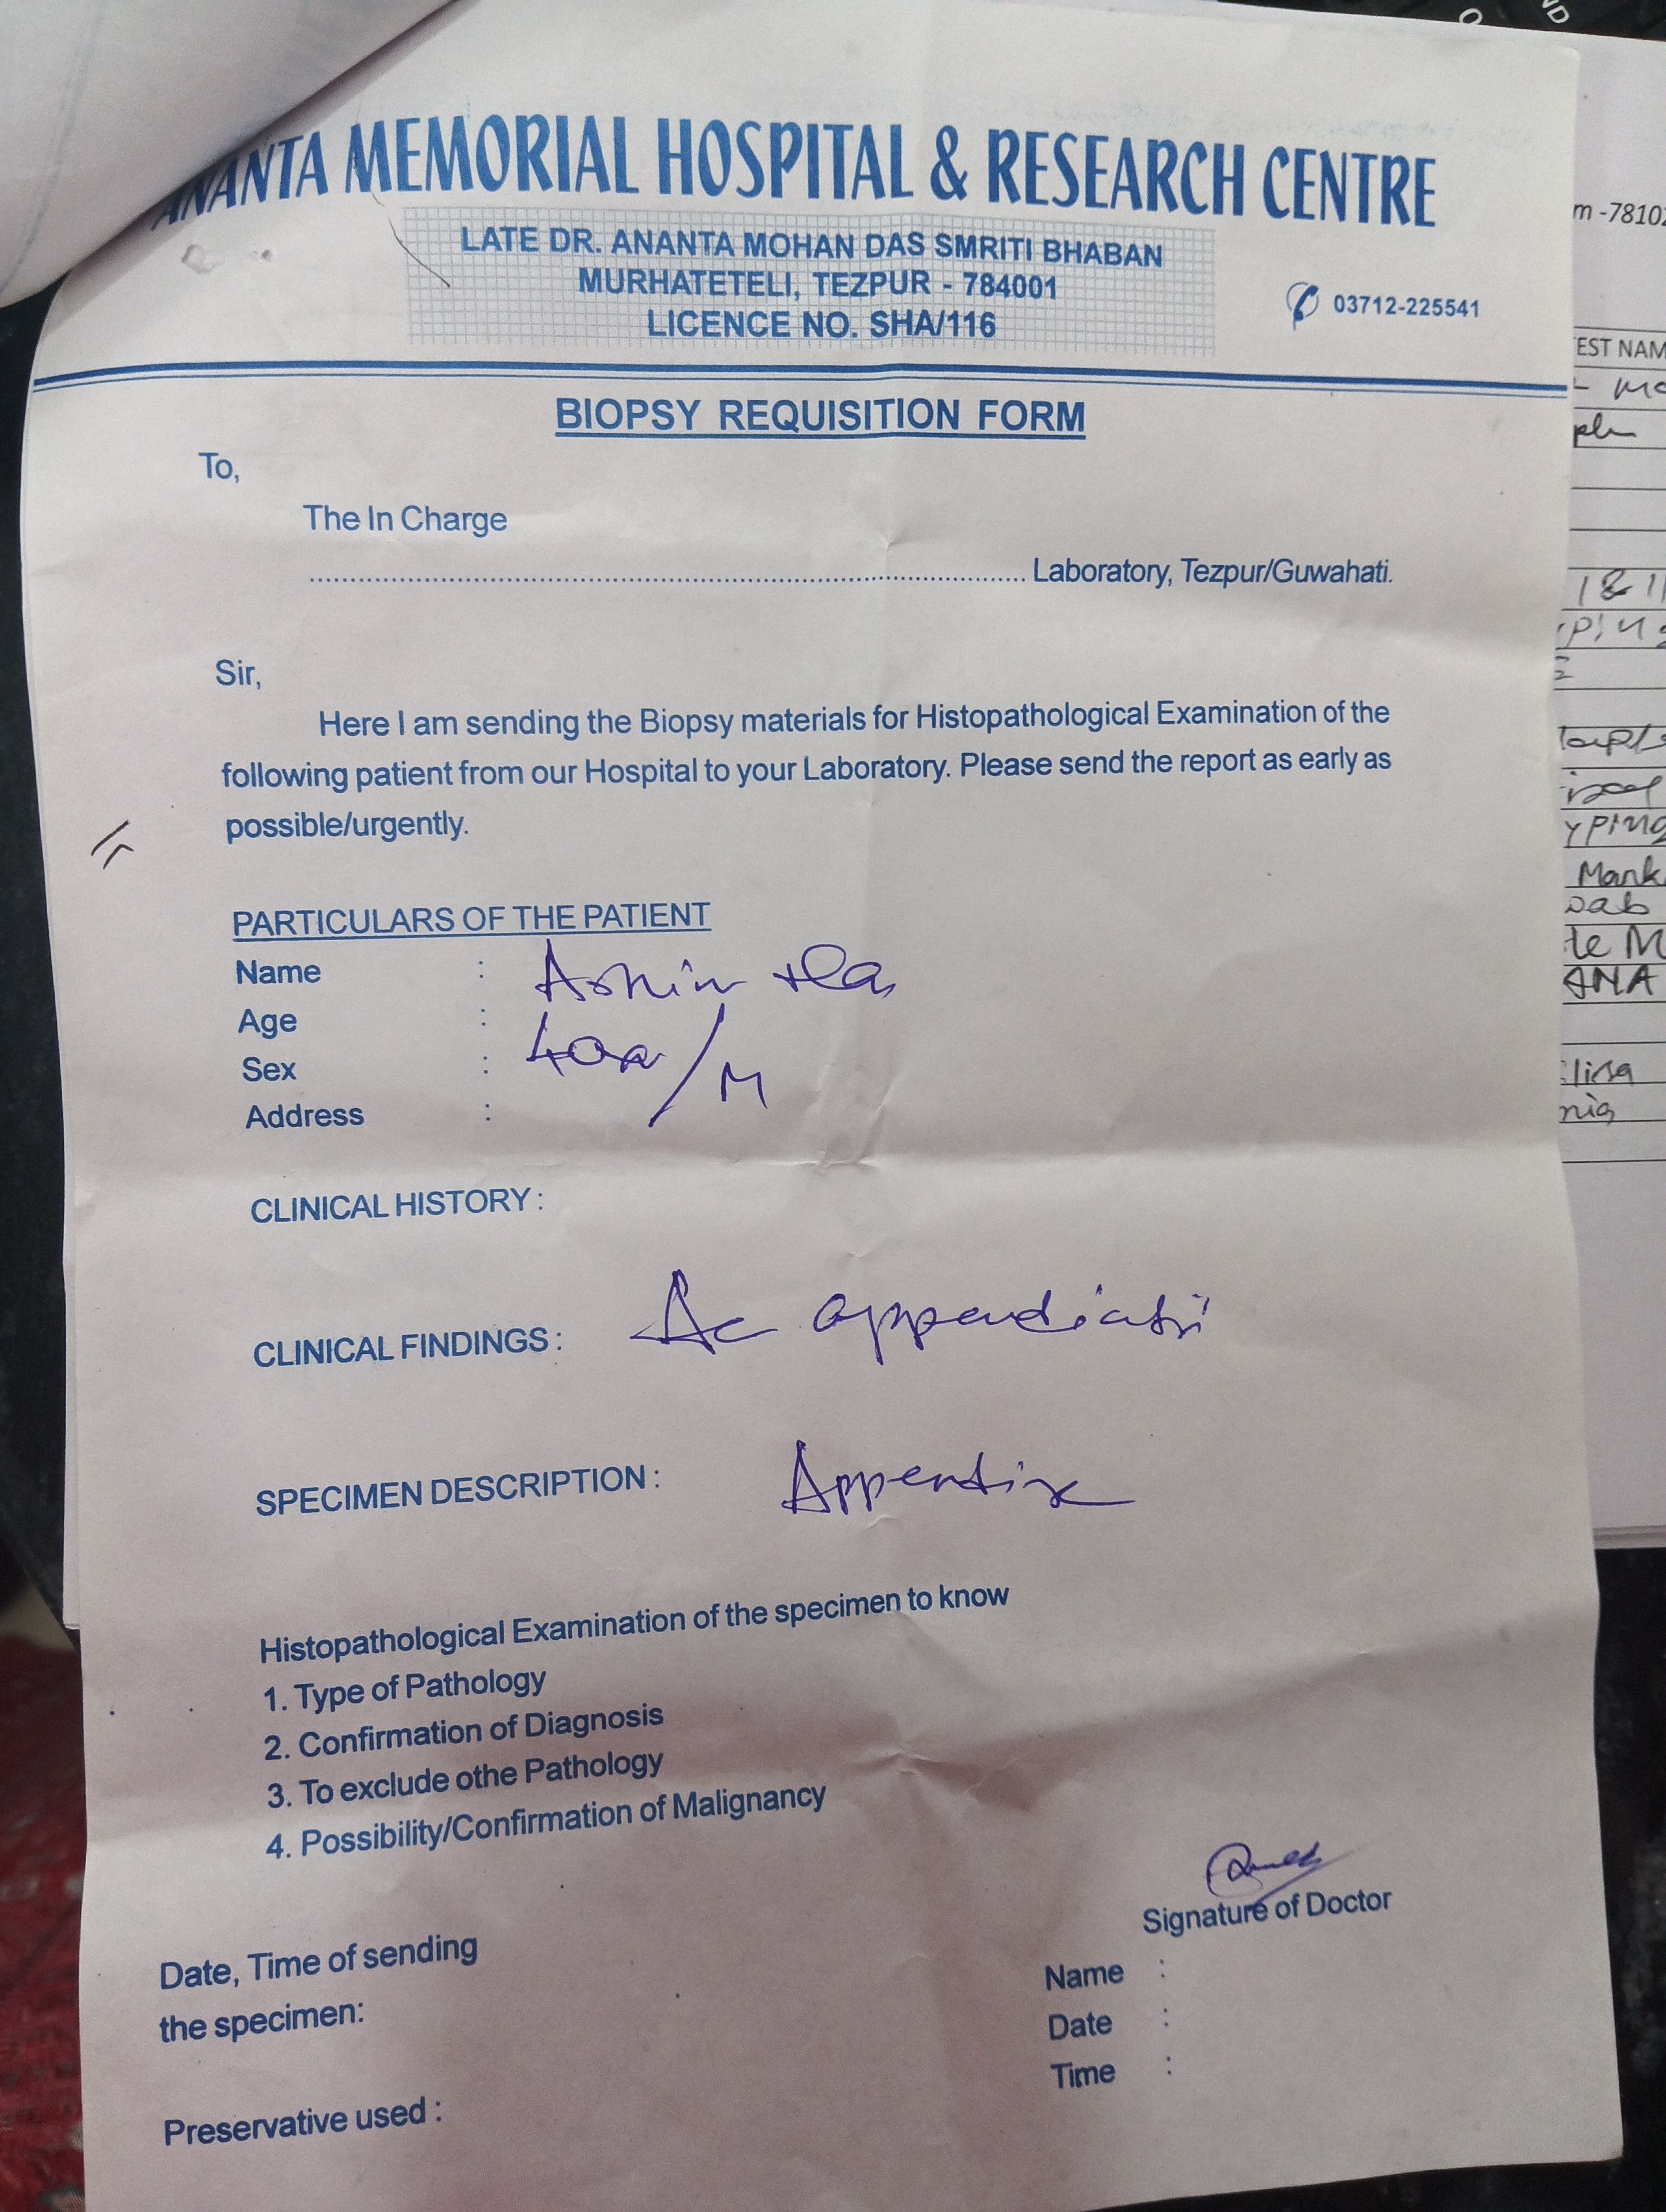 ANANTA MEMORIAL HOSPITAL & RESEARCH CENTRE
LATE DR. ANANTA MOHAN DAS SMRITI BHABAN
MURHATETELI, TEZPUR - 784001
LICENCE NO. SHA/116
03712-225541
BIOPSY REQUISITION FORM
To,
The In Charge
Laboratory, Tezpur/Guwahati.
Sir,
Here I am sending the Biopsy materials for Histopathological Examination of the
following patient from our Hospital to your Laboratory. Please send the report as early as
possible/urgently.
PARTICULARS OF THE PATIENT
Name :
Age : 40
Sex : / M
Address :
CLINICAL HISTORY :
CLINICAL FINDINGS : Ac appendicitis
SPECIMEN DESCRIPTION : Appendix
Histopathological Examination of the specimen to know
1. Type of Pathology
2. Confirmation of Diagnosis
3. To exclude othe Pathology
4. Possibility/Confirmation of Malignancy
Signature of Doctor
Date, Time of sending
the specimen:
Name :
Date :
Time :
Preservative used :
EST NAM
Mank
ANA